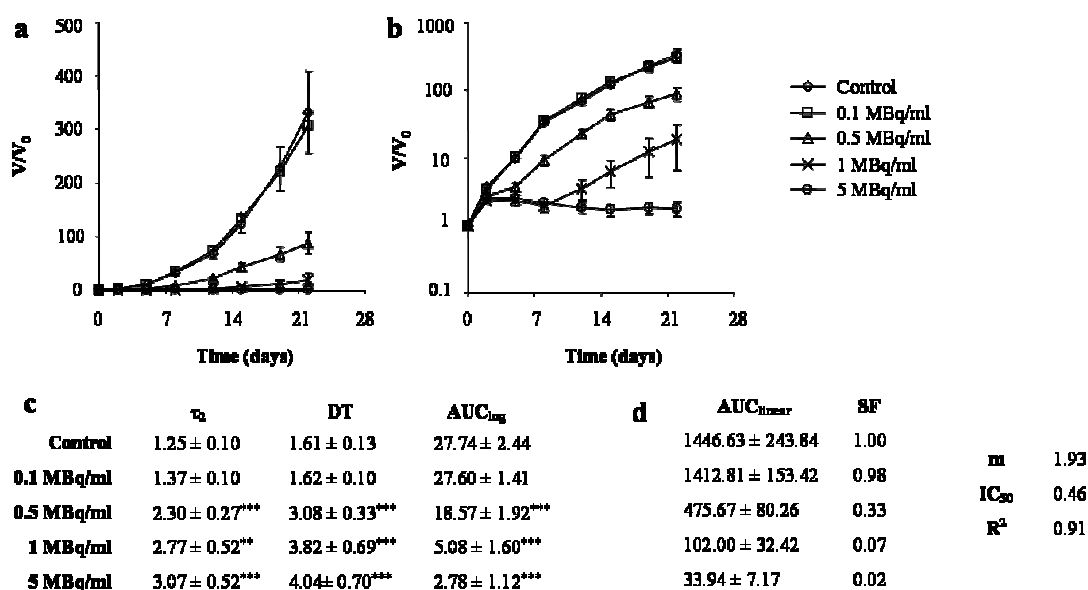 a
500
400
300
200
100
0
V/V0
0 7 14 21 28
Time (days)
b
1000
100
10
1
0.1
V/V0
0 7 14 21 28
Time (days)
Control
0.1 MBq/ml
0.5 MBq/ml
1 MBq/ml
5 MBq/ml
c
τ2 DT AUClog
Control 1.25 ± 0.10 1.61 ± 0.13 27.74 ± 2.44
0.1 MBq/ml 1.37 ± 0.10 1.62 ± 0.10 27.60 ± 1.41
0.5 MBq/ml 2.30 ± 0.27*** 3.08 ± 0.33*** 18.57 ± 1.92***
1 MBq/ml 2.77 ± 0.52** 3.82 ± 0.69*** 5.08 ± 1.60***
5 MBq/ml 3.07 ± 0.52*** 4.04± 0.70*** 2.78 ± 1.12***
d
AUClinear SF
1446.63 ± 243.84 1.00
1412.81 ± 153.42 0.98
475.67 ± 80.26 0.33
102.00 ± 32.42 0.07
33.94 ± 7.17 0.02
m 1.93
IC50 0.46
R2 0.91